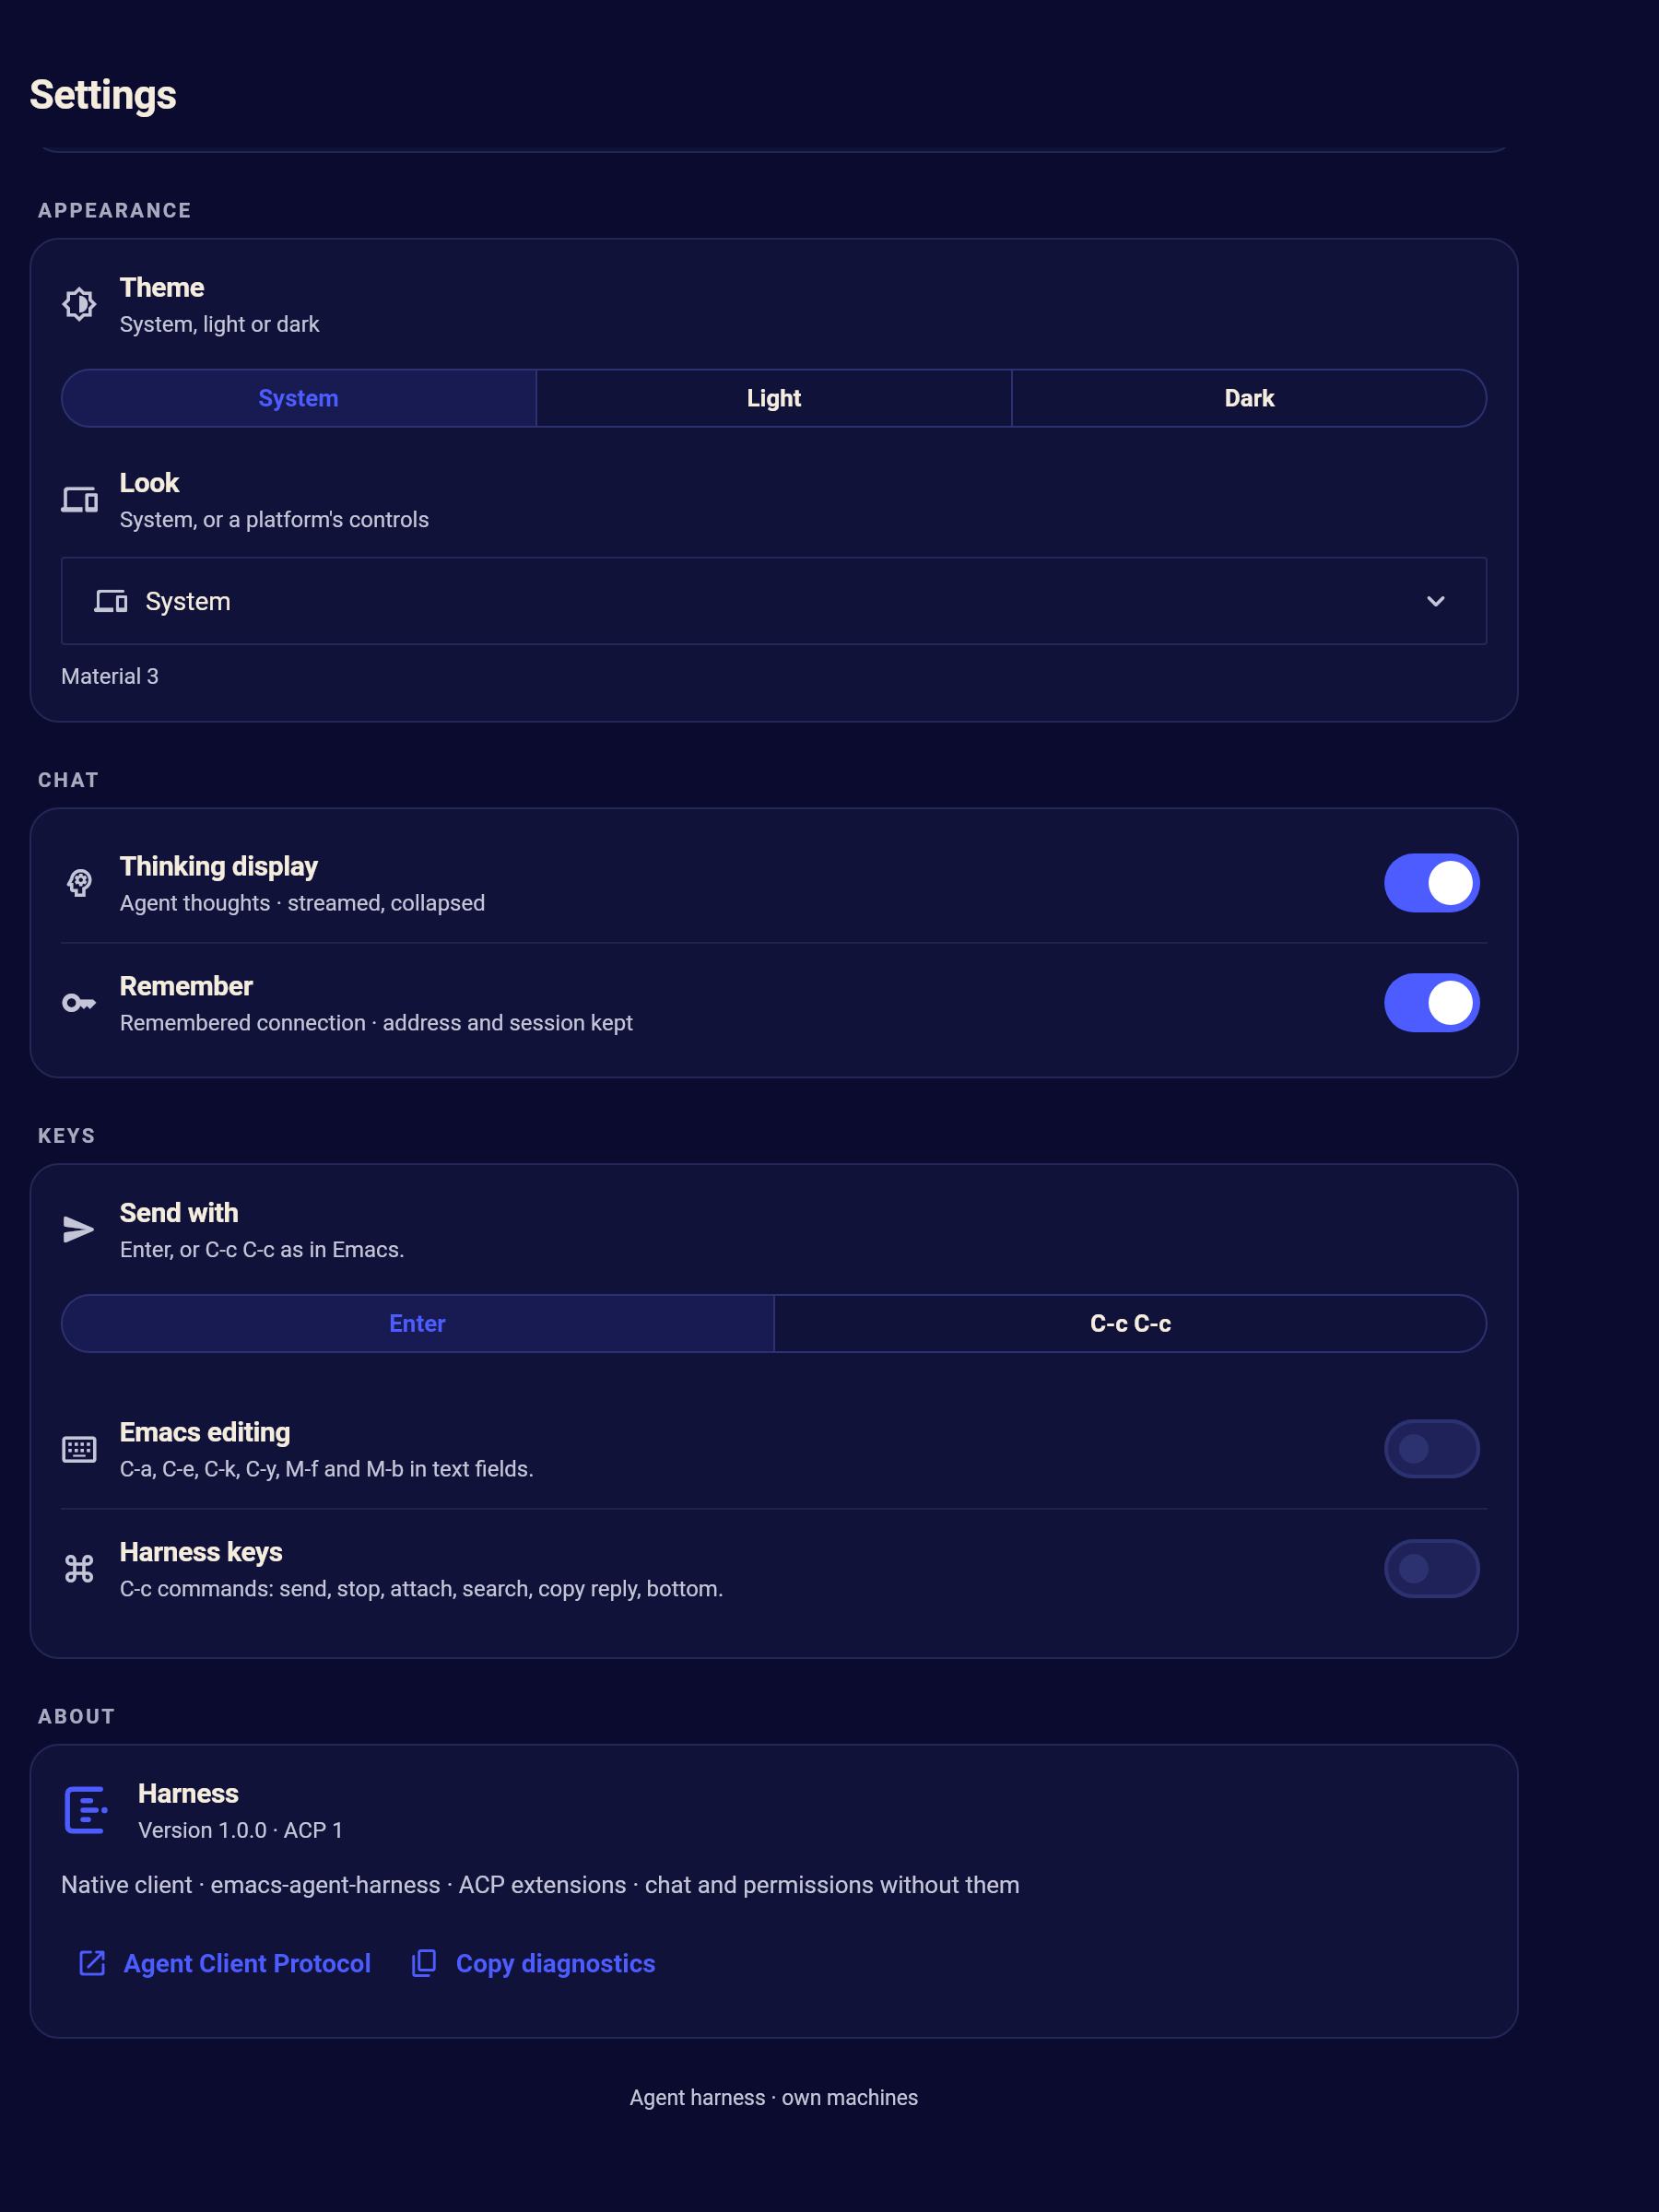 Settings
APPEARANCE
Theme
System, light or dark
System
Light
Dark
Look
System, or a platform's controls
System
Material 3
CHAT
Thinking display
Agent thoughts · streamed, collapsed
Remember
Remembered connection · address and session kept
KEYS
Send with
Enter, or C-c C-c as in Emacs.
Enter
C-c C-c
Emacs editing
C-a, C-e, C-k, C-y, M-f and M-b in text fields.
Harness keys
C-c commands: send, stop, attach, search, copy reply, bottom.
ABOUT
Harness
Version 1.0.0 · ACP 1
Native client · emacs-agent-harness · ACP extensions · chat and permissions without them
Agent Client Protocol
Copy diagnostics
Agent harness · own machines